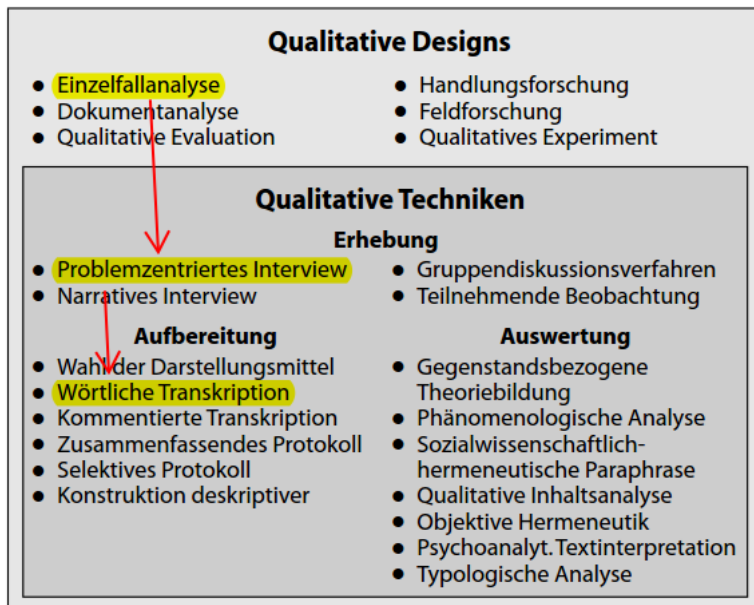 Qualitative Designs
● Einzelfallanalyse
● Dokumentanalyse
● Qualitative Evaluation
● Handlungsforschung
● Feldforschung
● Qualitatives Experiment
Qualitative Techniken
Erhebung
● Problemzentriertes Interview
● Narratives Interview
● Gruppendiskussionsverfahren
● Teilnehmende Beobachtung
Aufbereitung
● Wahl der Darstellungsmittel
● Wörtliche Transkription
● Kommentierte Transkription
● Zusammenfassendes Protokoll
● Selektives Protokoll
● Konstruktion deskriptiver
Auswertung
● Gegenstandsbezogene
Theoriebildung
● Phänomenologische Analyse
● Sozialwissenschaftlich-
hermeneutische Paraphrase
● Qualitative Inhaltsanalyse
● Objektive Hermeneutik
● Psychoanalyt. Textinterpretation
● Typologische Analyse